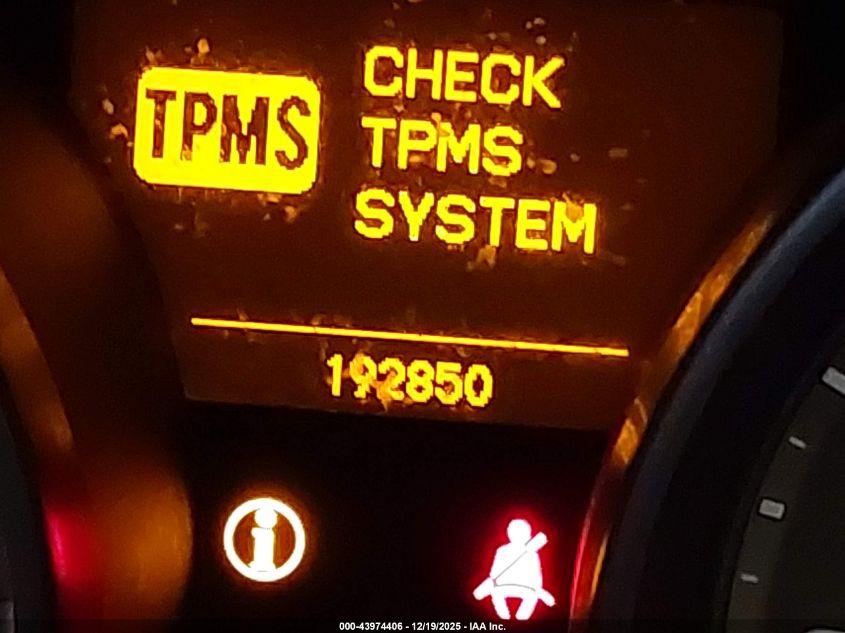 TPMS
CHECK
TPMS
SYSTEM
192850
000-43974406 - 12/19/2025 - IAA Inc.